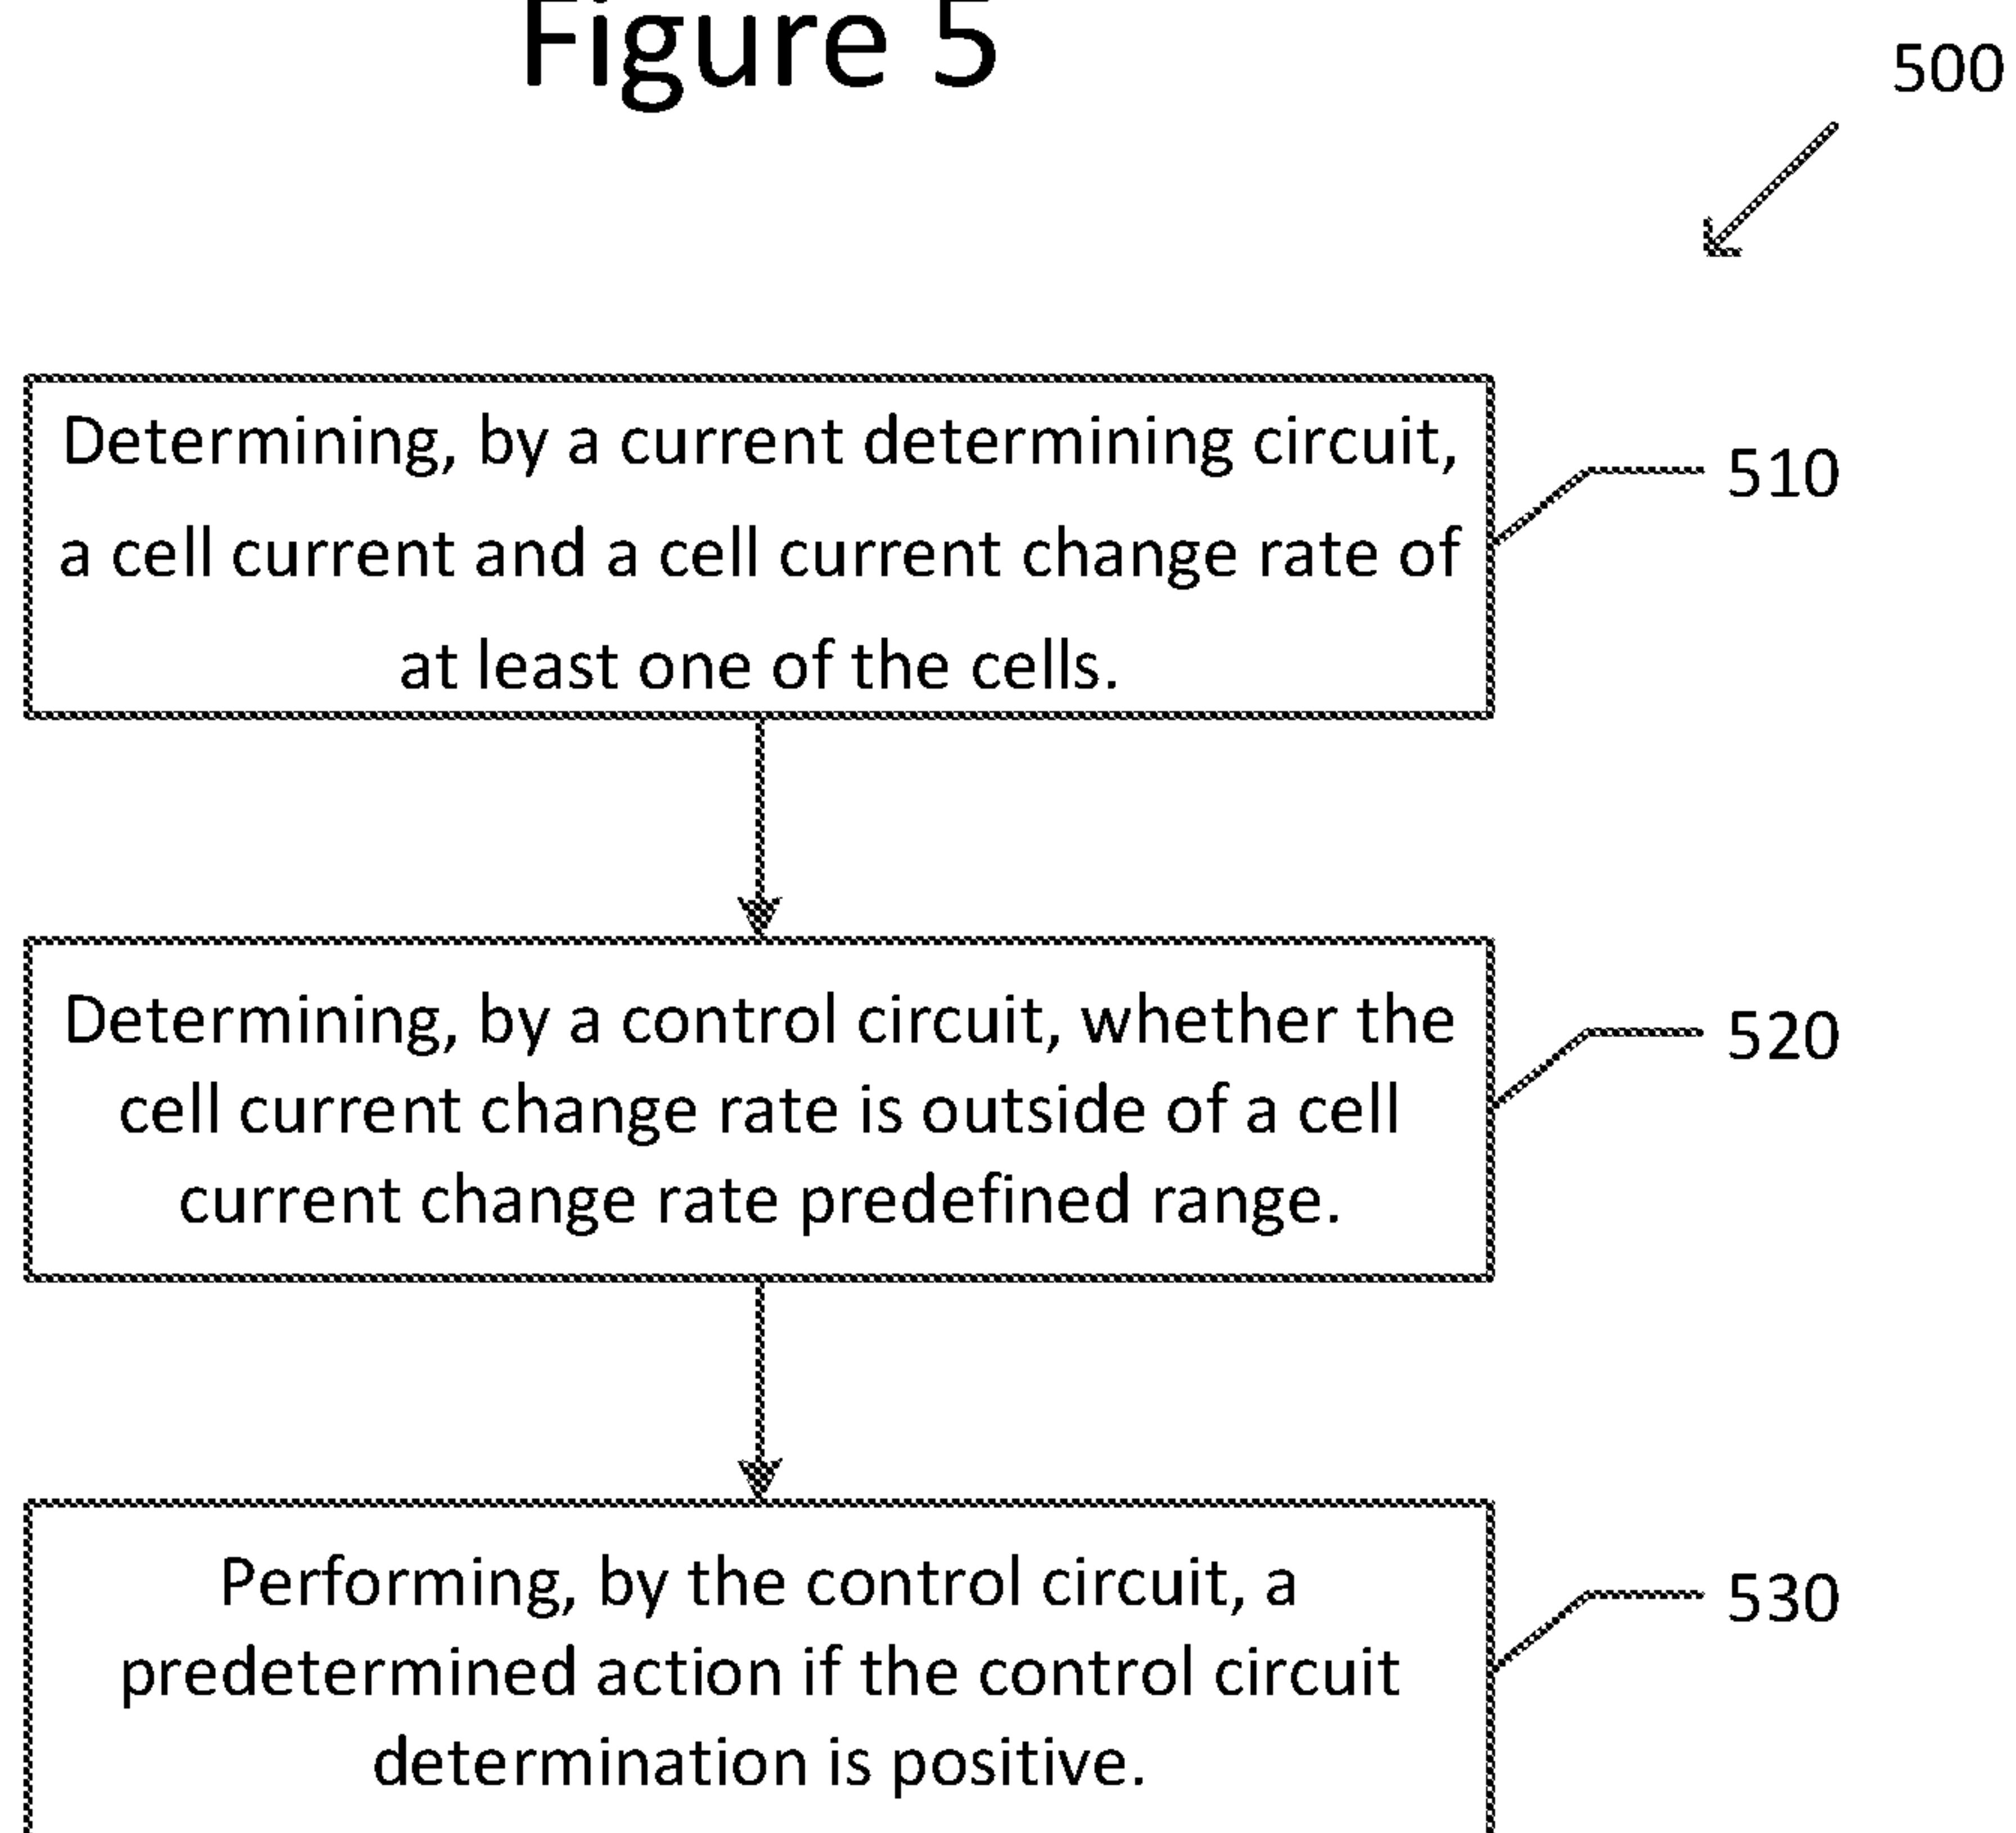 Figure 5
500
Determining, by a current determining circuit,
a cell current and a cell current change rate of
at least one of the cells.
510
Determining, by a control circuit, whether the
cell current change rate is outside of a cell
current change rate predefined range.
520
Performing, by the control circuit, a
predetermined action if the control circuit
determination is positive.
530